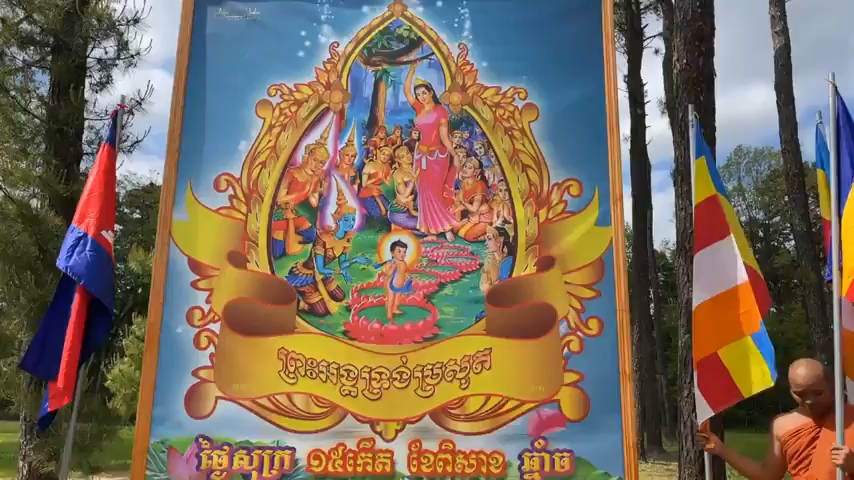 ព្រះអង្គទ្រង់ប្រសូត
ថ្ងៃសុក្រ ១៥កើត ខែពិសាខ ឆ្នាំច